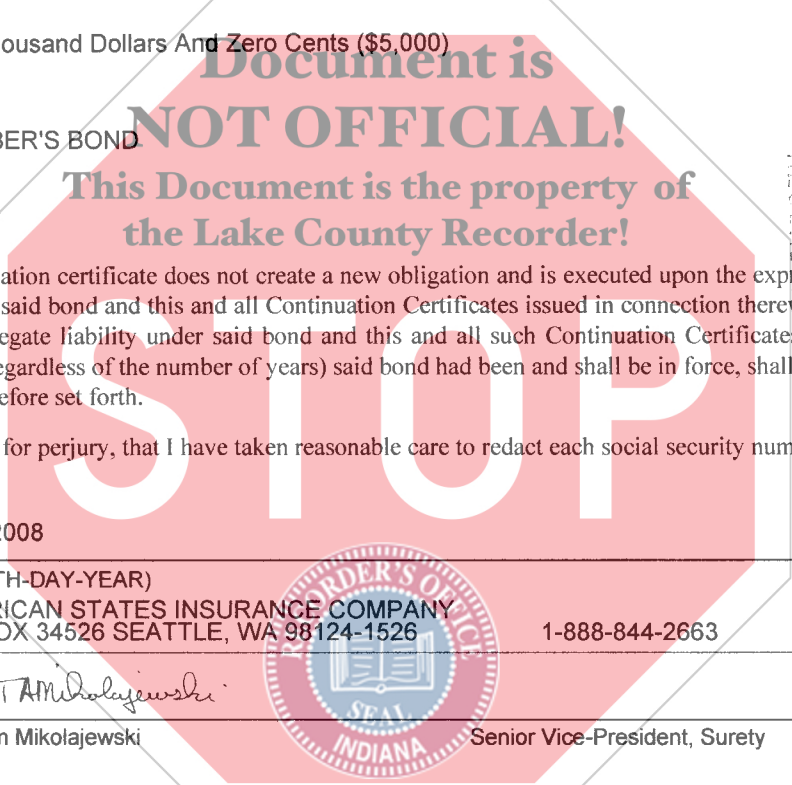 ousand Dollars And Zero Cents ($5,000)
Document is
NOT OFFICIAL!
BER'S BOND
This Document is the property of
the Lake County Recorder!
ation certificate does not create a new obligation and is executed upon the exp
said bond and this and all Continuation Certificates issued in connection there
egate liability under said bond and this and all such Continuation Certificate
egardless of the number of years) said bond had been and shall be in force, shall
efore set forth.
for perjury, that I have taken reasonable care to redact each social security num
STOP
2008
TH-DAY-YEAR)
RICAN STATES INSURANCE COMPANY
OX 34526 SEATTLE, WA 98124-1526 1-888-844-2663
TAMikolajewski
m Mikołajewski Senior Vice-President, Surety
RECORDER'S OFFICE
SEAL
INDIANA